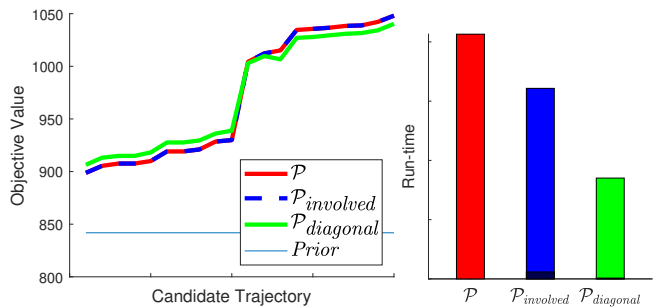 1050
1000
950
900
850
800
Objective Value
Candidate Trajectory
𝒫
𝒫involved
𝒫diagonal
Prior
Run-time
𝒫
𝒫involved
𝒫diagonal